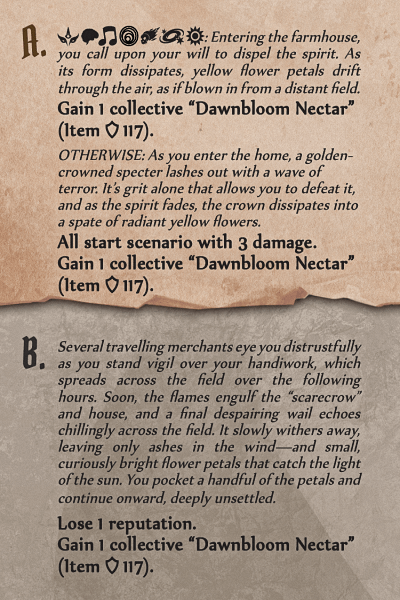 A.
: Entering the farmhouse,
you call upon your will to dispel the spirit. As
its form dissipates, yellow flower petals drift
through the air, as if blown in from a distant field.
Gain 1 collective “Dawnbloom Nectar”
(Item 117).
OTHERWISE: As you enter the home, a golden-
crowned specter lashes out with a wave of
terror. It’s grit alone that allows you to defeat it,
and as the spirit fades, the crown dissipates into
a spate of radiant yellow flowers.
All start scenario with 3 damage.
Gain 1 collective “Dawnbloom Nectar”
(Item 117).
B.
Several travelling merchants eye you distrustfully
as you stand vigil over your handiwork, which
spreads across the field over the following
hours. Soon, the flames engulf the “scarecrow”
and house, and a final despairing wail echoes
chillingly across the field. It slowly withers away,
leaving only ashes in the wind—and small,
curiously bright flower petals that catch the light
of the sun. You pocket a handful of the petals and
continue onward, deeply unsettled.
Lose 1 reputation.
Gain 1 collective “Dawnbloom Nectar”
(Item 117).